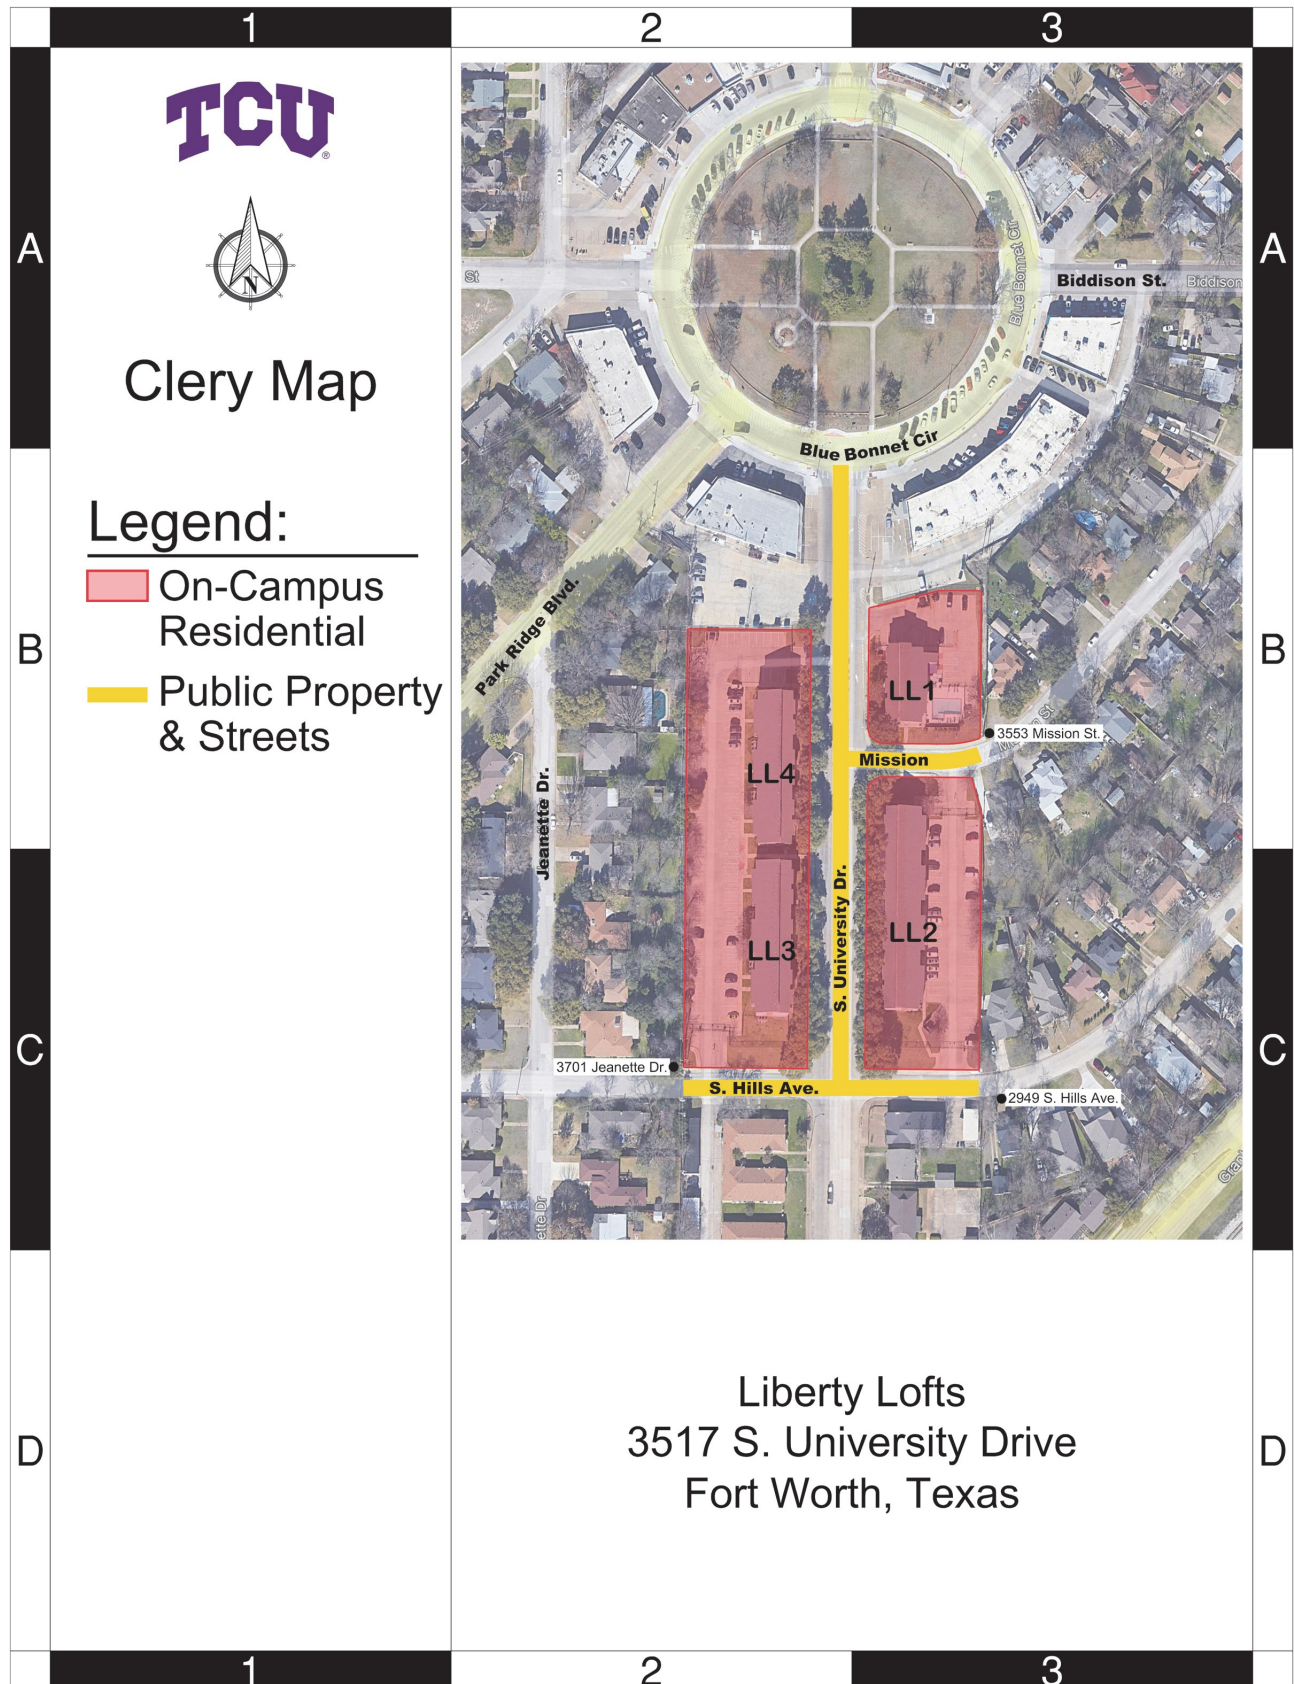 1
2
3
TCU
®
N
Clery Map
Legend:
On-Campus
Residential
Public Property
& Streets
A
A
B
B
C
C
D
D
St
Blue Bonnet Cir
Biddison St.
Biddison
Blue Bonnet Cir
Park Ridge Blvd.
LL1
3553 Mission St.
Mission
LL4
Jeanette Dr.
S. University Dr.
LL2
LL3
3701 Jeanette Dr.
S. Hills Ave.
2949 S. Hills Ave.
ette Dr
Liberty Lofts
3517 S. University Drive
Fort Worth, Texas
1
2
3